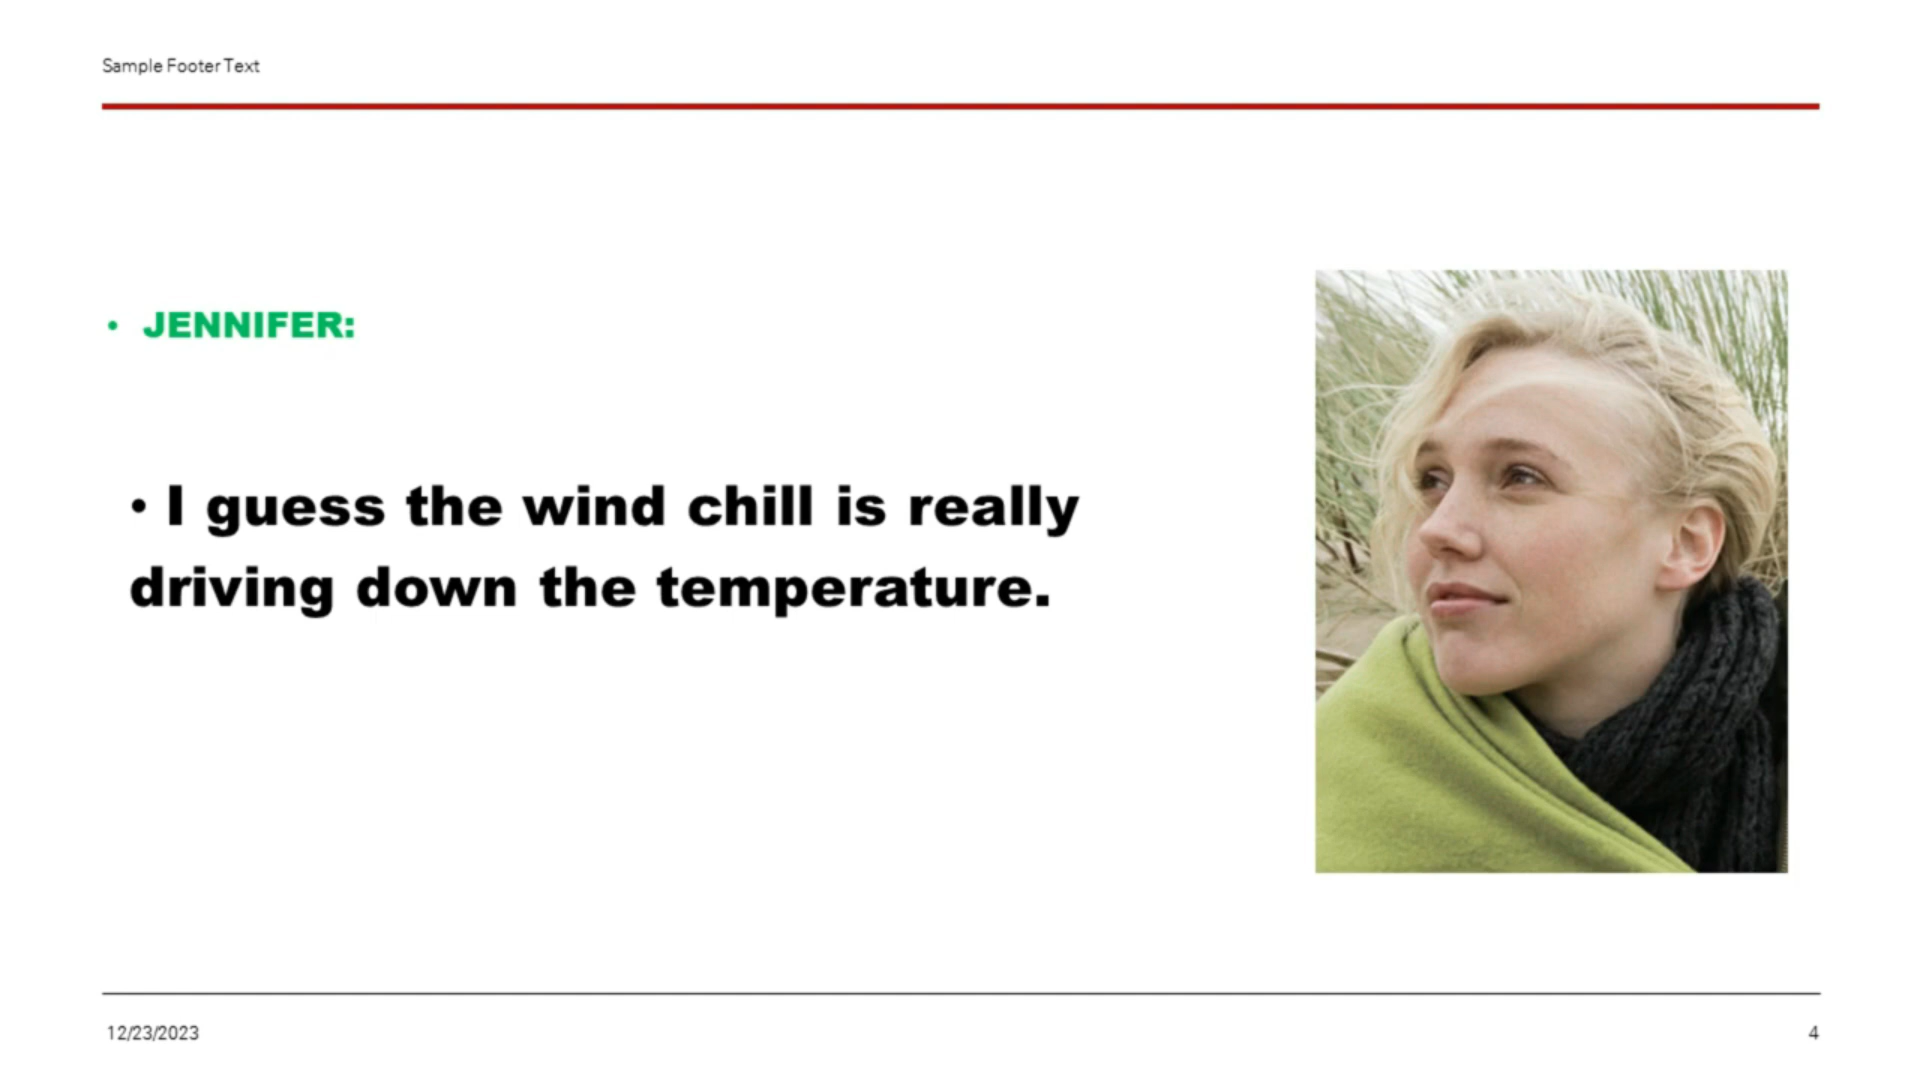 Sample Footer Text
• JENNIFER:
• I guess the wind chill is really
driving down the temperature.
12/23/2023
4